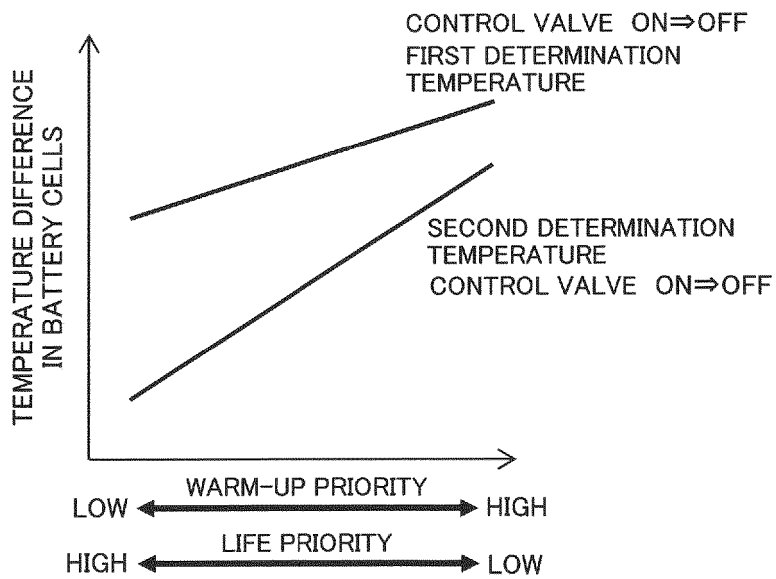 CONTROL VALVE ON⇒OFF
FIRST DETERMINATION
TEMPERATURE
TEMPERATURE DIFFERENCE
IN BATTERY CELLS
SECOND DETERMINATION
TEMPERATURE
CONTROL VALVE ON⇒OFF
WARM-UP PRIORITY
LOW HIGH
LIFE PRIORITY
HIGH LOW